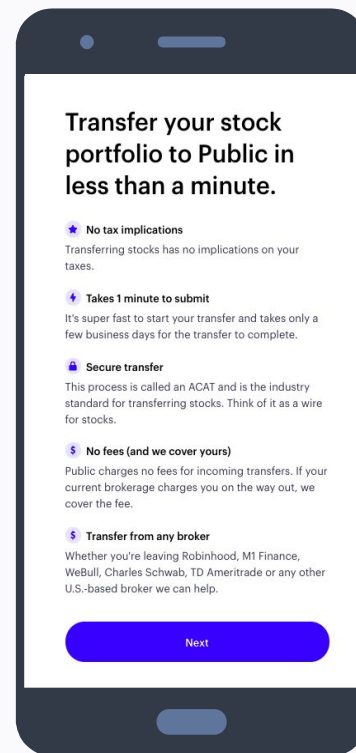 Transfer your stock
portfolio to Public in
less than a minute.
No tax implications
Transferring stocks has no implications on your
taxes.
Takes 1 minute to submit
It's super fast to start your transfer and takes only a
few business days for the transfer to complete.
Secure transfer
This process is called an ACAT and is the industry
standard for transferring stocks. Think of it as a wire
for stocks.
$ No fees (and we cover yours)
Public charges no fees for incoming transfers. If your
current brokerage charges you on the way out, we
cover the fee.
$ Transfer from any broker
Whether you're leaving Robinhood, M1 Finance,
WeBull, Charles Schwab, TD Ameritrade or any other
U.S.-based broker we can help.
Next